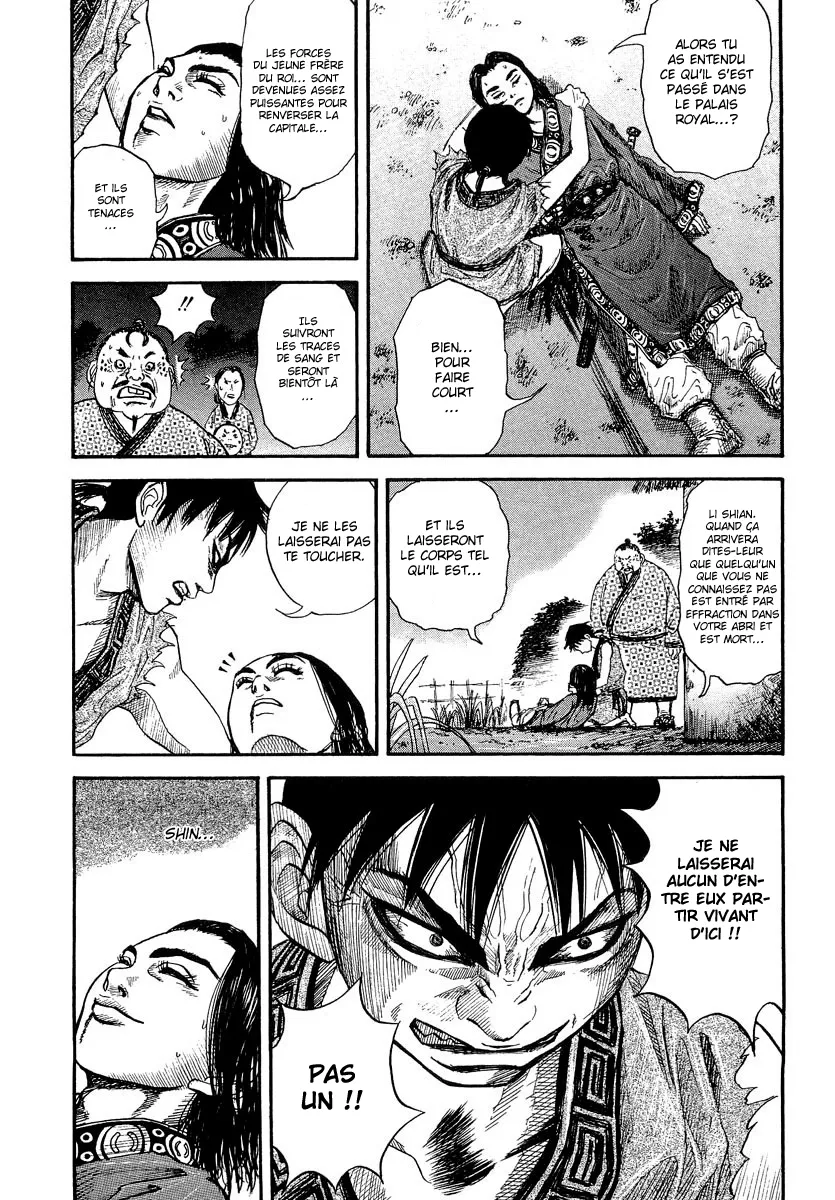 ALORS TU
AS ENTENDU
CE QU'IL S'EST
PASSÉ DANS
LE PALAIS
ROYAL...?
BIEN...
POUR
FAIRE
COURT
...
LES FORCES
DU JEUNE FRÈRE
DU ROI... SONT
DEVENUES ASSEZ
PUISSANTES POUR
RENVERSER LA
CAPITALE...
ET ILS
SONT
TENACES
...
ILS
SUIVRONT
LES TRACES
DE SANG ET
SERONT
BIENTÔT LÀ
...
!!
LI SHIAN.
QUAND ÇA
ARRIVERA
DITES-LEUR
QUE QUELQU'UN
QUE VOUS NE
CONNAISSEZ PAS
EST ENTRÉ PAR
EFFRACTION DANS
VOTRE ABRI ET
EST MORT...
ET ILS
LAISSERONT
LE CORPS TEL
QU'IL EST...
JE NE LES
LAISSERAI PAS
TE TOUCHER.
!!
JE NE
LAISSERAI
AUCUN D'EN-
TRE EUX PAR-
TIR VIVANT
D'ICI !!
PAS
UN !!
SHIN...